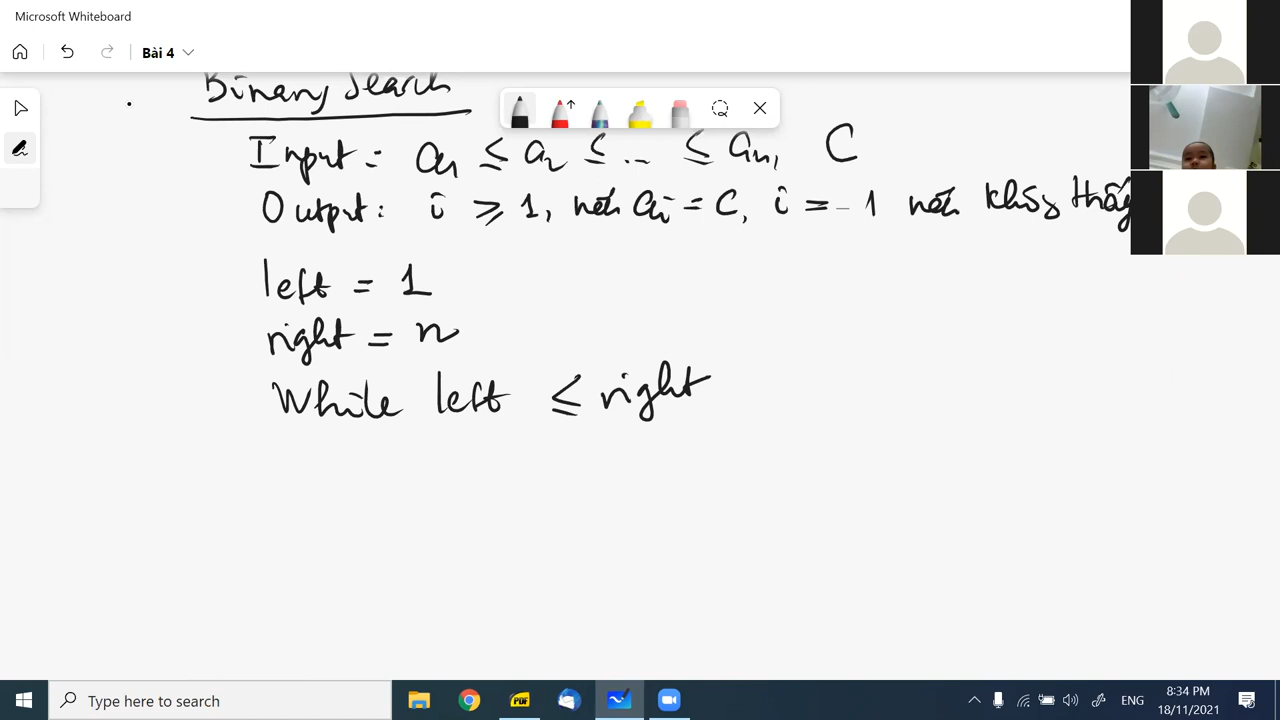 Microsoft Whiteboard
Bài 4
Binary Search
Input: a1 ≤ a2 ≤ ... ≤ an, C
Output: i ≥ 1, nếu ai = C, i = -1 nếu không thấy
left = 1
right = n
While left ≤ right
Type here to search
PDF
ENG
8:34 PM
18/11/2021